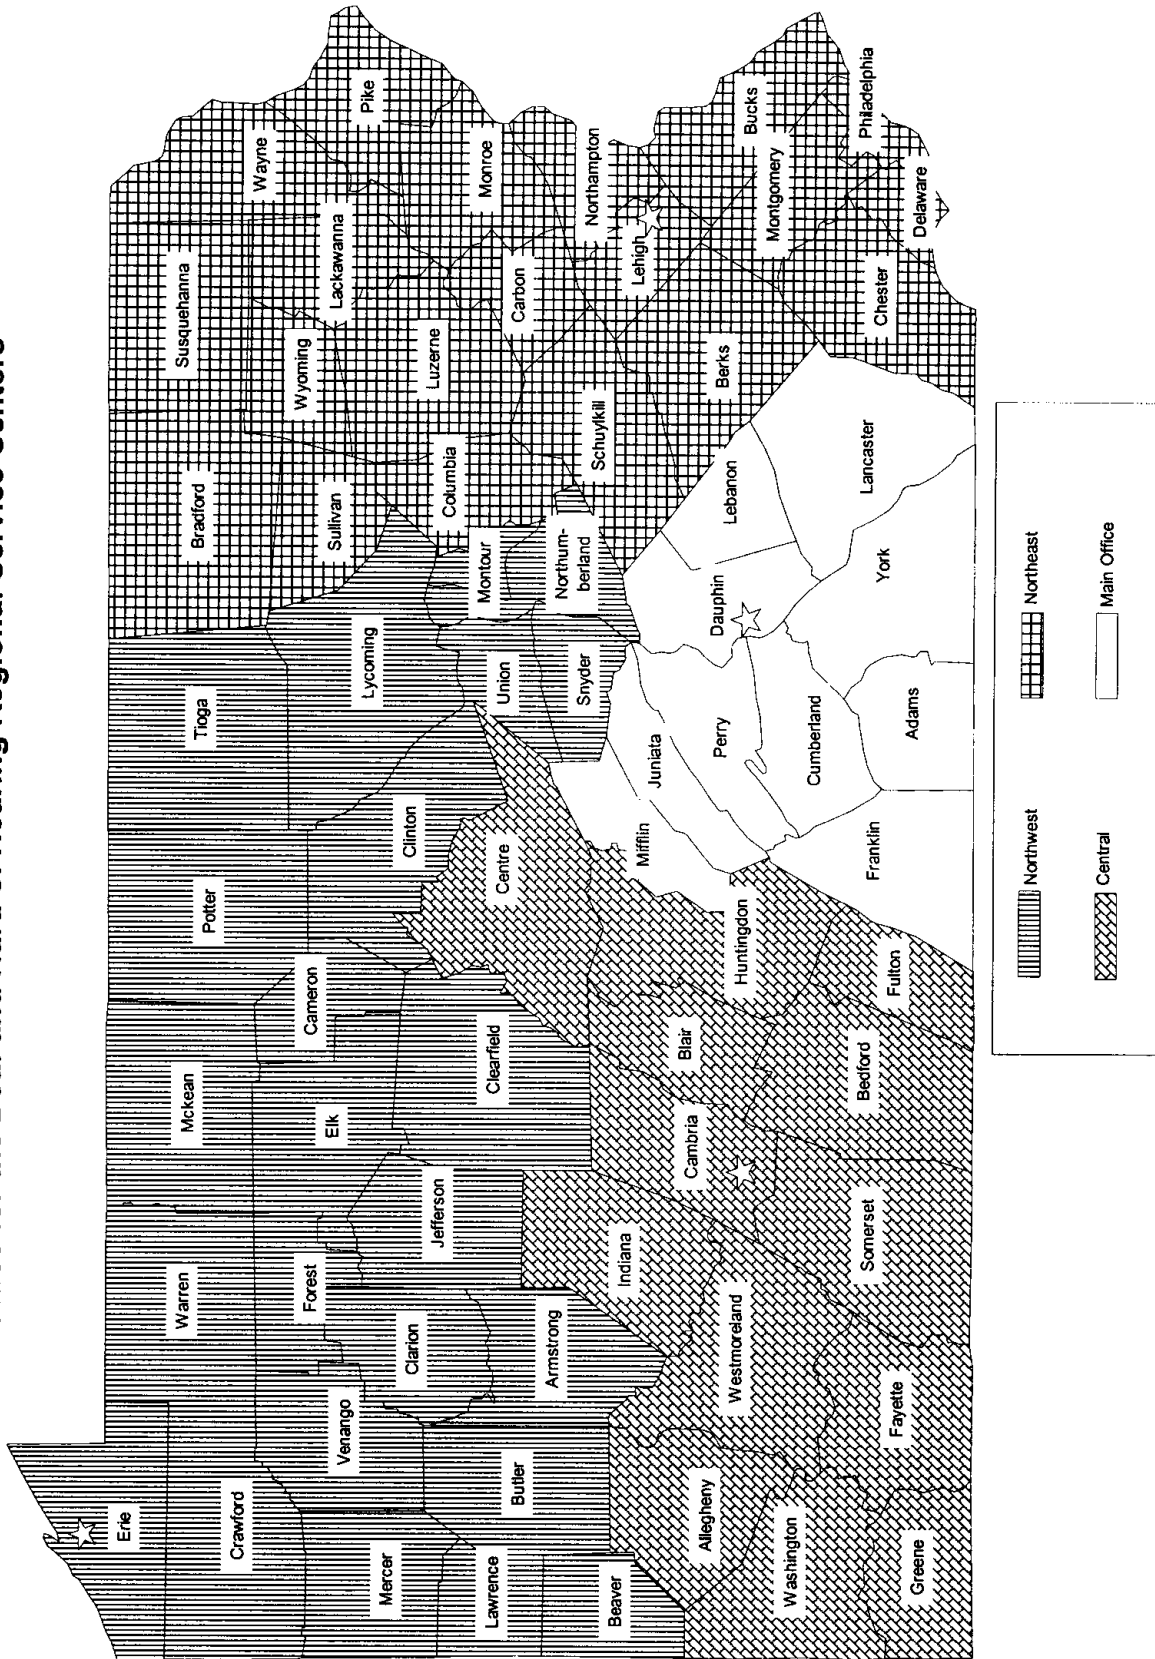 Deaf and Hard of Hearing Regional Service Centers
Erie
Crawford
Warren
Mckean
Potter
Tioga
Bradford
Susquehanna
Wayne
Mercer
Venango
Forest
Elk
Cameron
Clinton
Lycoming
Sullivan
Wyoming
Lackawanna
Pike
Lawrence
Butler
Clarion
Jefferson
Clearfield
Centre
Union
Montour
Columbia
Luzerne
Carbon
Monroe
Beaver
Armstrong
Indiana
Cambria
Blair
Huntingdon
Mifflin
Juniata
Snyder
Northum-
berland
Schuylkill
Lehigh
Northampton
Allegheny
Westmoreland
Perry
Dauphin
Lebanon
Berks
Montgomery
Bucks
Washington
Greene
Fayette
Somerset
Bedford
Fulton
Franklin
Cumberland
Adams
York
Lancaster
Chester
Delaware
Philadelphia
Northwest
Northeast
Central
Main Office